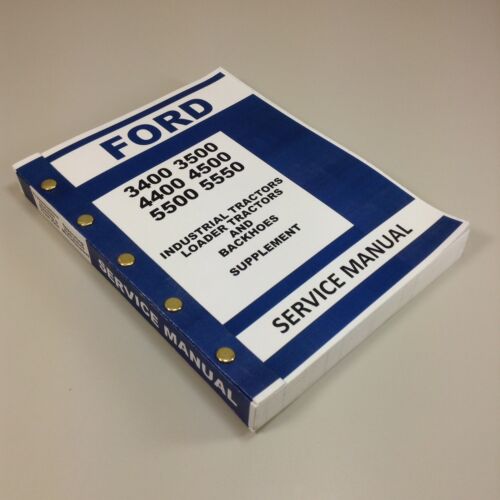 FORD
3400 3500
4400 4500
5500 5550
INDUSTRIAL TRACTORS
LOADER TRACTORS
AND
BACKHOES
SUPPLEMENT
SERVICE MANUAL
SERVICE MANUAL